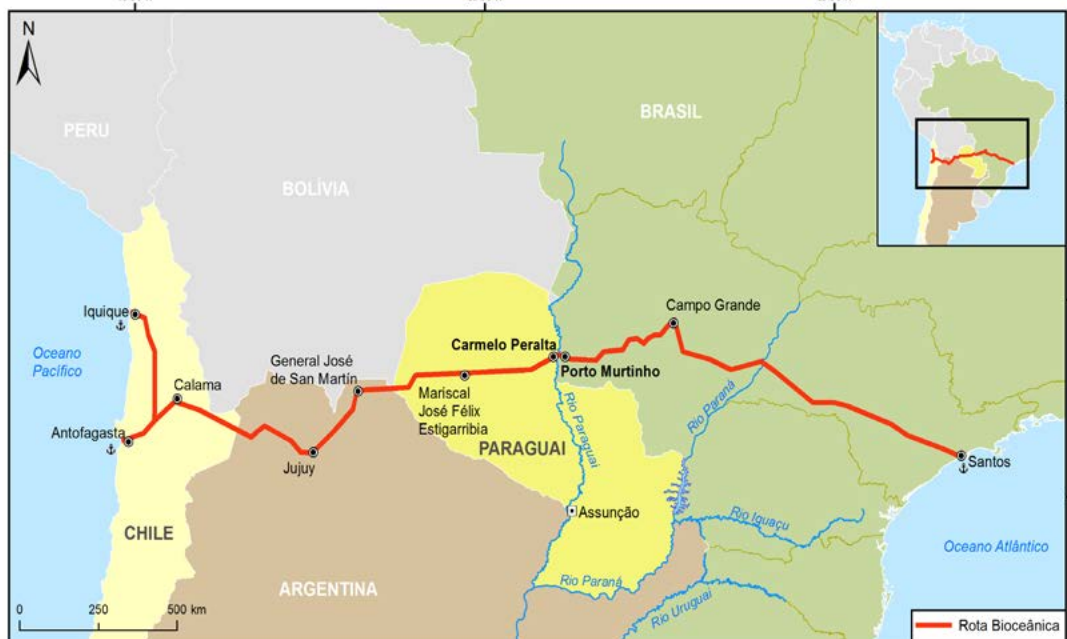 N
PERU
BRASIL
BOLÍVIA
Iquique
Oceano
Pacífico
Calama
Antofagasta
General José
de San Martín
Jujuy
Carmelo Peralta
Porto Murtinho
Campo Grande
Mariscal
José Félix
Estigarribia
PARAGUAI
Rio Paraguai
Rio Paraná
Santos
Assunção
Rio Iguaçu
CHILE
ARGENTINA
Rio Paraná
Rio Uruguai
Oceano Atlântico
0 250 500 km
Rota Bioceânica